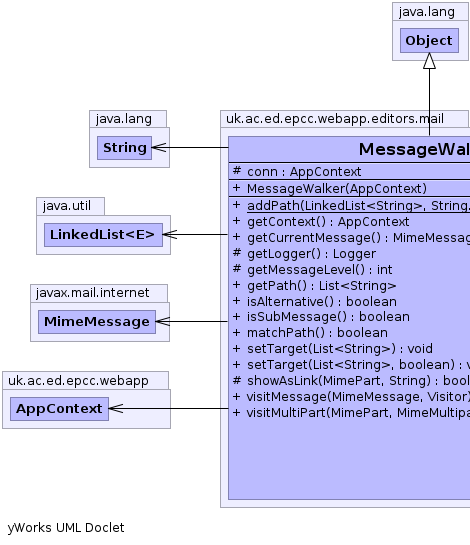 java.lang
Object
java.lang
String
java.util
LinkedList<E>
javax.mail.internet
MimeMessage
uk.ac.ed.epcc.webapp
AppContext
uk.ac.ed.epcc.webapp.editors.mail
MessageWal
# conn : AppContext
+ MessageWalker(AppContext)
+ addPath(LinkedList<String>, String.
+ getContext() : AppContext
+ getCurrentMessage() : MimeMessag
# getLogger() : Logger
# getMessageLevel() : int
+ getPath() : List<String>
+ isAlternative() : boolean
+ isSubMessage() : boolean
+ matchPath() : boolean
+ setTarget(List<String>) : void
+ setTarget(List<String>, boolean) : v
# showAsLink(MimePart, String) : bool
+ visitMessage(MimeMessage, Visitor)
+ visitMultiPart(MimePart, MimeMultipa
yWorks UML Doclet